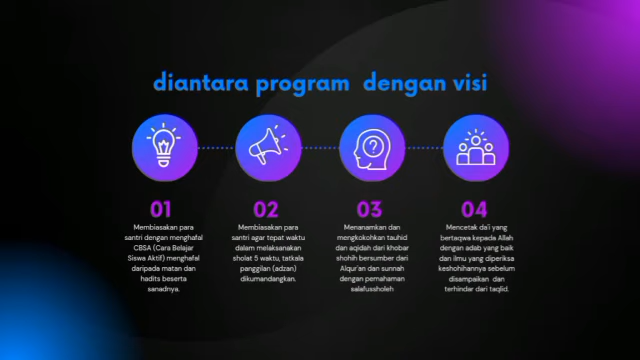 diantara program dengan visi
01
Membiasakan para
santri dengan menghafal
CBSA (Cara Belajar
Siswa Aktif) menghafal
daripada matan dan
hadits beserta
sanadnya.
02
Membiasakan para
santri agar tepat waktu
dalam melaksanakan
sholat 5 waktu, tatkala
panggilan (adzan)
dikumandangkan.
03
Menanamkan dan
mengkokohkan tauhid
dan aqidah dari khobar
shohih bersumber dari
Alqur'an dan sunnah
dengan pemahaman
salafussholeh
04
Mencetak da'i yang
bertaqwa kepada Allah
dengan adab yang baik
dan ilmu yang diperiksa
keshohihannya sebelum
disampaikan dan
terhindar dari taqlid.